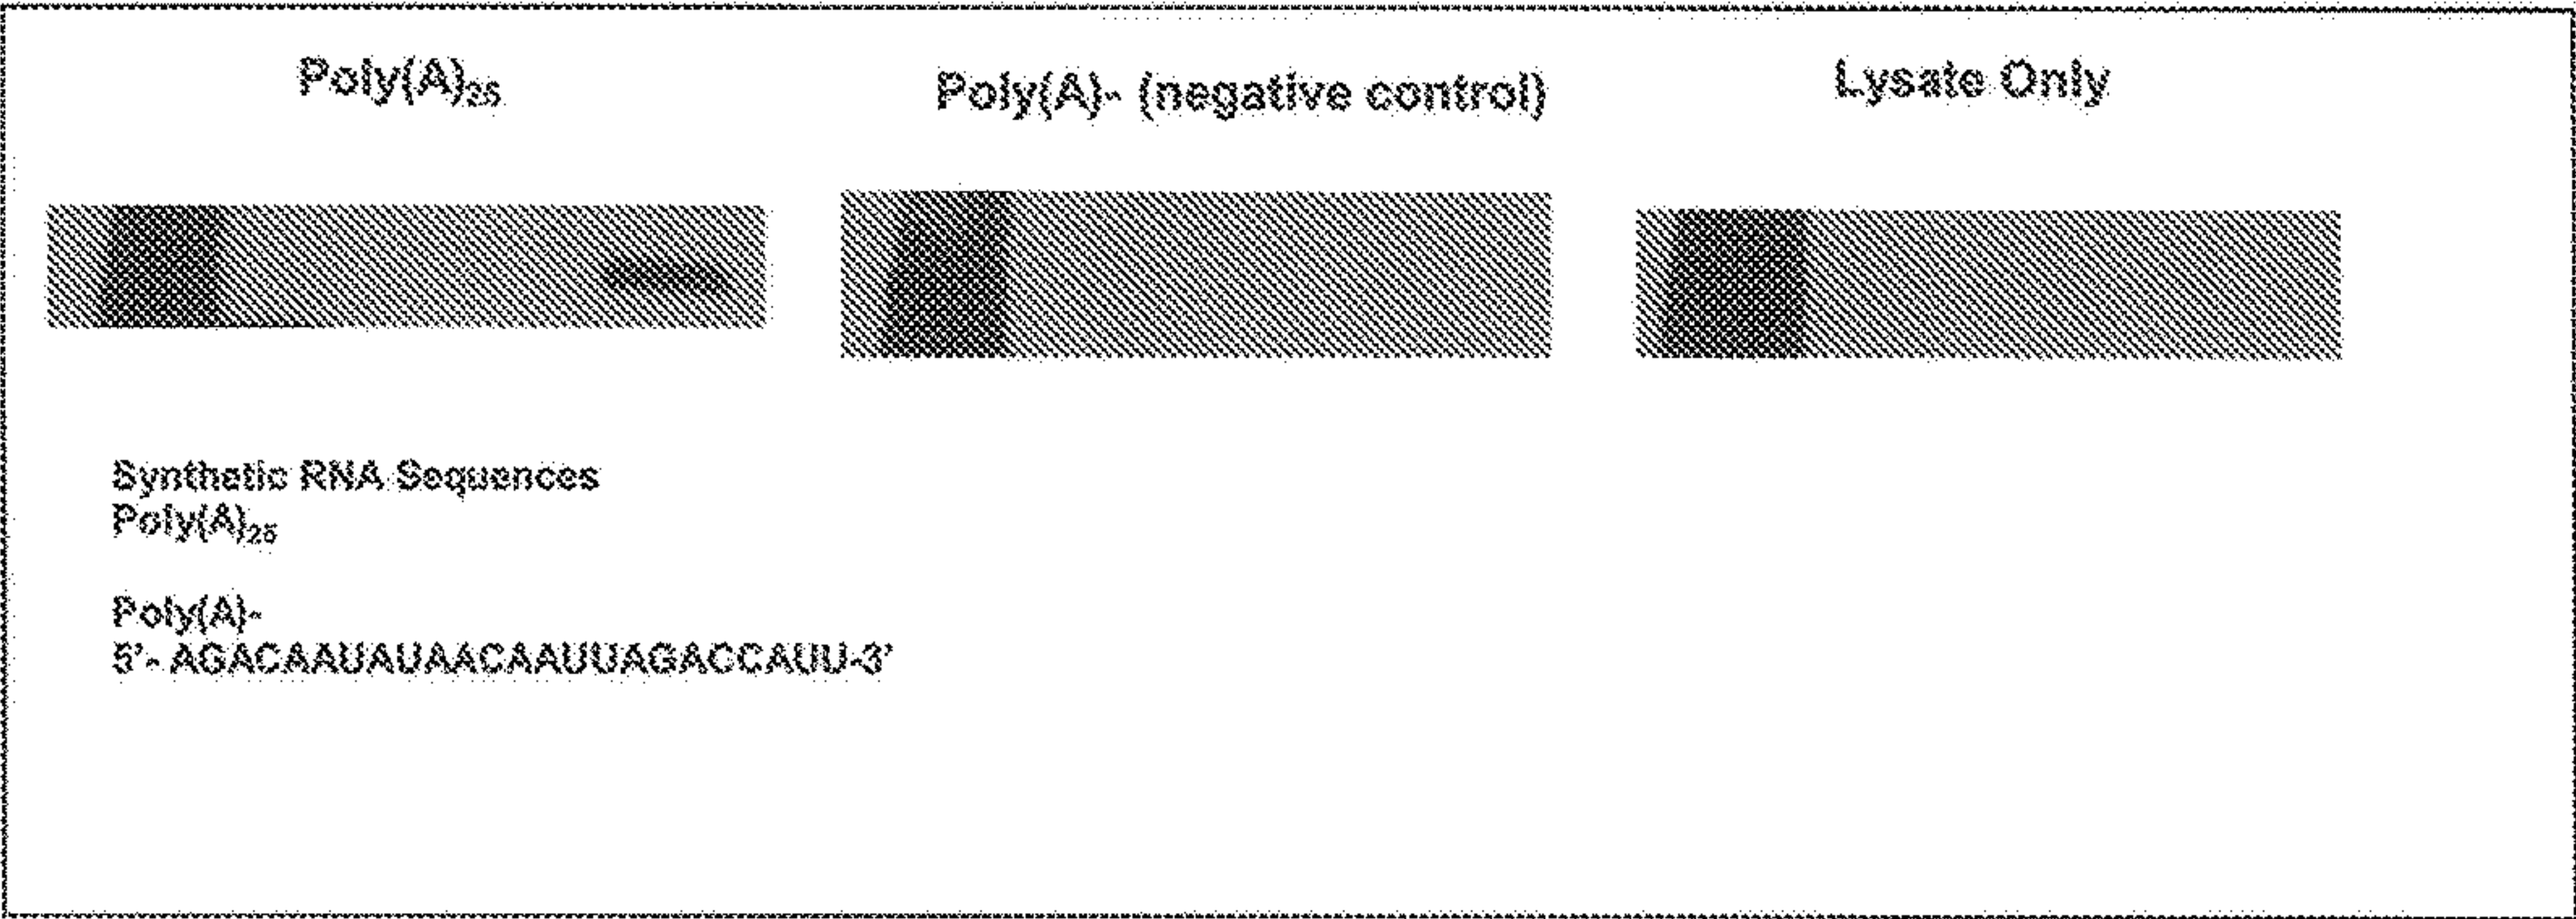 Poly(A)₂₅
Poly(A)- (negative control)
Lysate Only
Synthetic RNA Sequences
Poly(A)₂₅
Poly(A)-
5'- AGACAAUAUAACAAUUAGACCAUU-3'